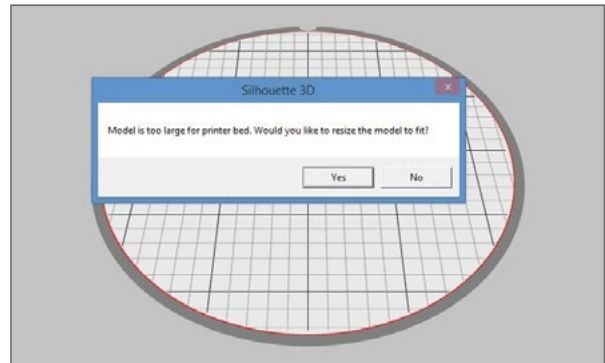 Silhouette 3D
x
Model is too large for printer bed. Would you like to resize the model to fit?
Yes
No